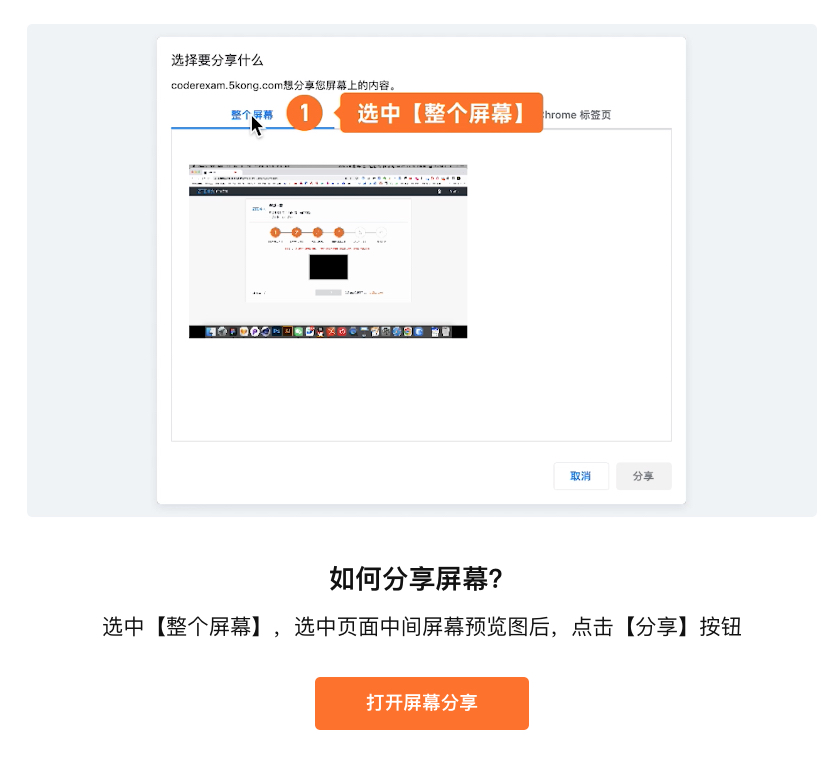 选择要分享什么
coderexam.5kong.com想分享您屏幕上的内容。
整个屏幕
1
选中【整个屏幕】
Chrome 标签页
取消
分享
如何分享屏幕?
选中【整个屏幕】，选中页面中间屏幕预览图后，点击【分享】按钮
打开屏幕分享